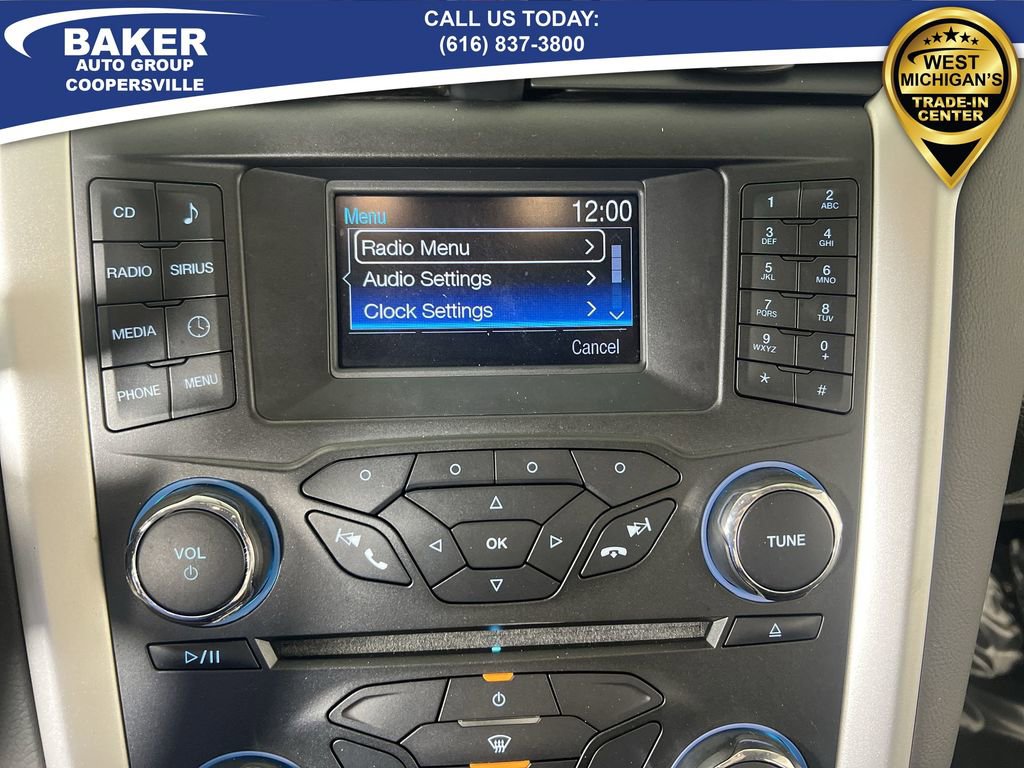 BAKER
AUTO GROUP
COOPERSVILLE
CALL US TODAY:
(616) 837-3800
WEST
MICHIGAN'S
TRADE-IN
CENTER
CD
RADIO
SIRIUS
MEDIA
PHONE
MENU
Menu
12:00
Radio Menu
Audio Settings
Clock Settings
Cancel
1
2
ABC
3
DEF
4
GHI
5
JKL
6
MNO
7
PQRS
8
TUV
9
WXYZ
0
+
*
#
VOL
OK
TUNE